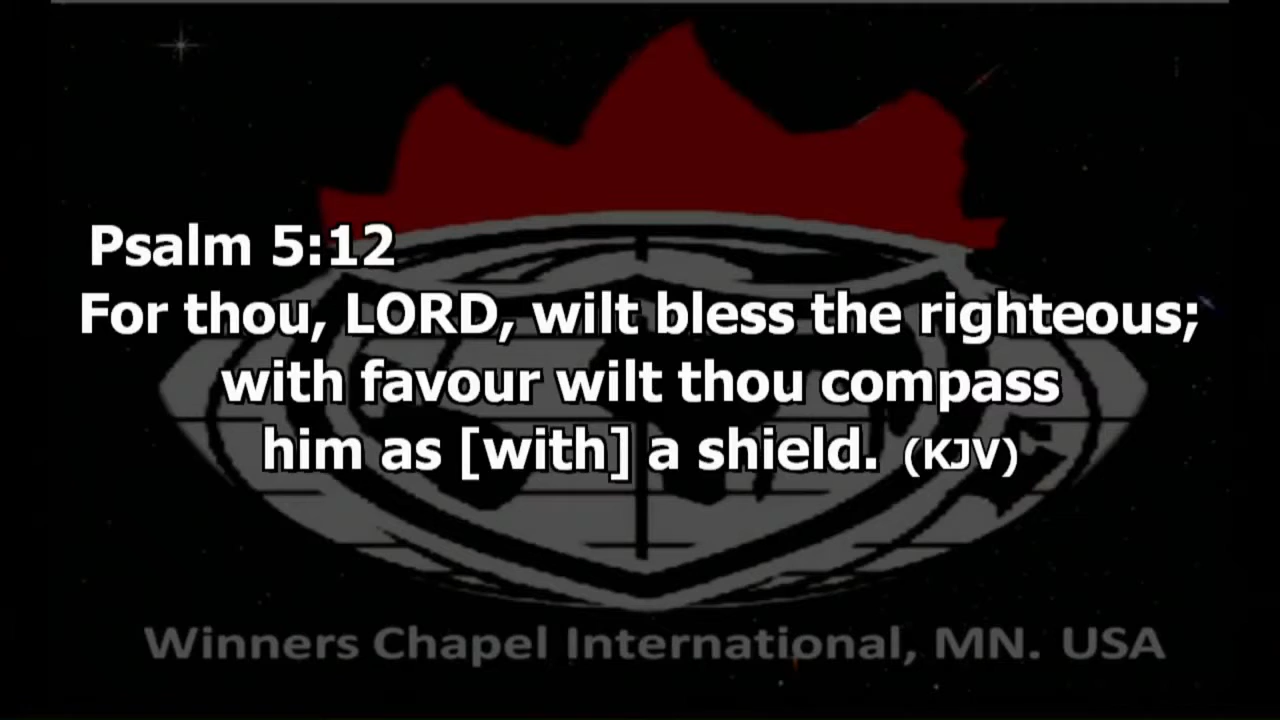 Psalm 5:12
For thou, LORD, wilt bless the righteous;
with favour wilt thou compass
him as [with] a shield. (KJV)
Winners Chapel International, MN. USA